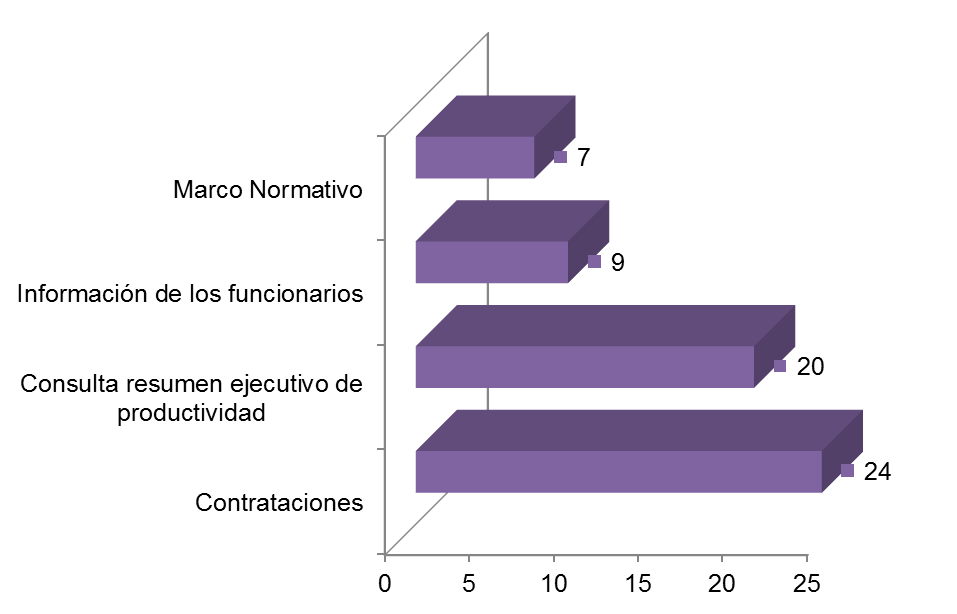 7
Marco Normativo
9
Información de los funcionarios
20
Consulta resumen ejecutivo de
productividad
24
Contrataciones
0 5 10 15 20 25